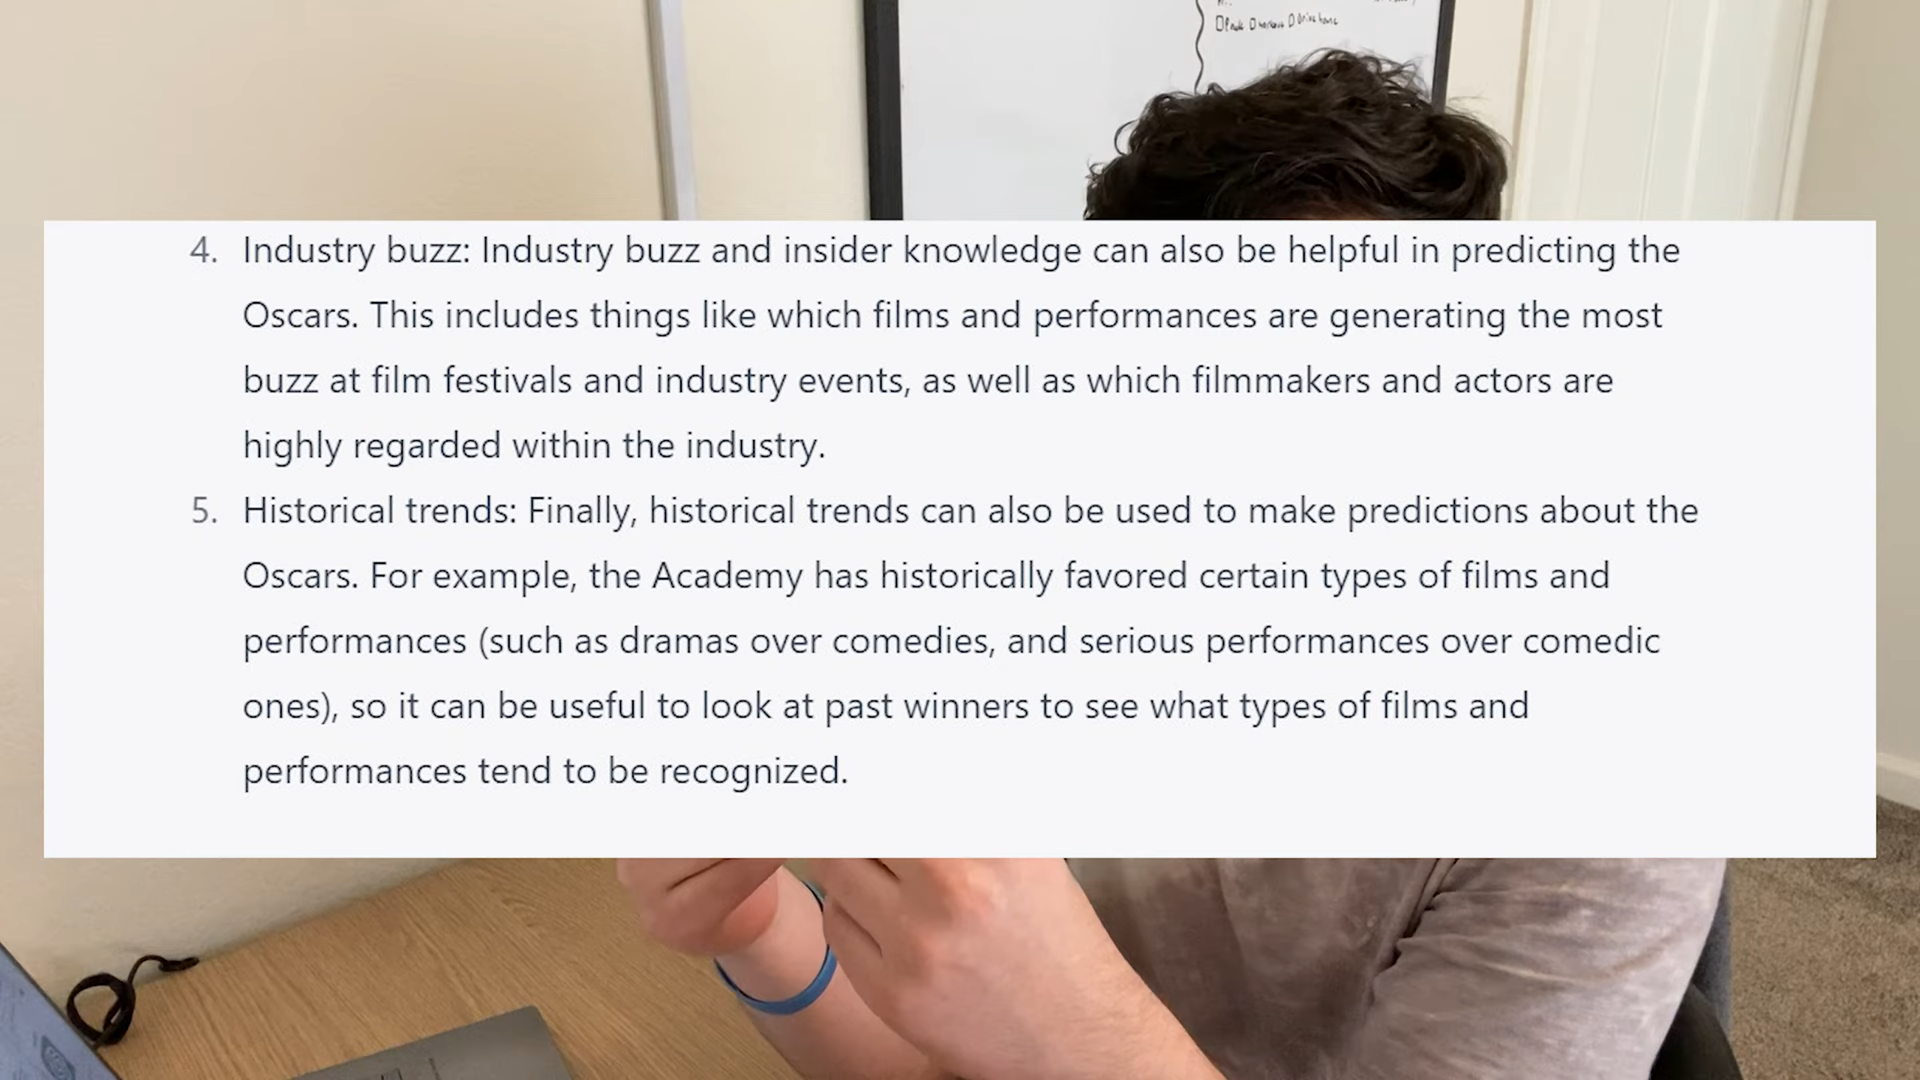 4. Industry buzz: Industry buzz and insider knowledge can also be helpful in predicting the
Oscars. This includes things like which films and performances are generating the most
buzz at film festivals and industry events, as well as which filmmakers and actors are
highly regarded within the industry.
5. Historical trends: Finally, historical trends can also be used to make predictions about the
Oscars. For example, the Academy has historically favored certain types of films and
performances (such as dramas over comedies, and serious performances over comedic
ones), so it can be useful to look at past winners to see what types of films and
performances tend to be recognized.